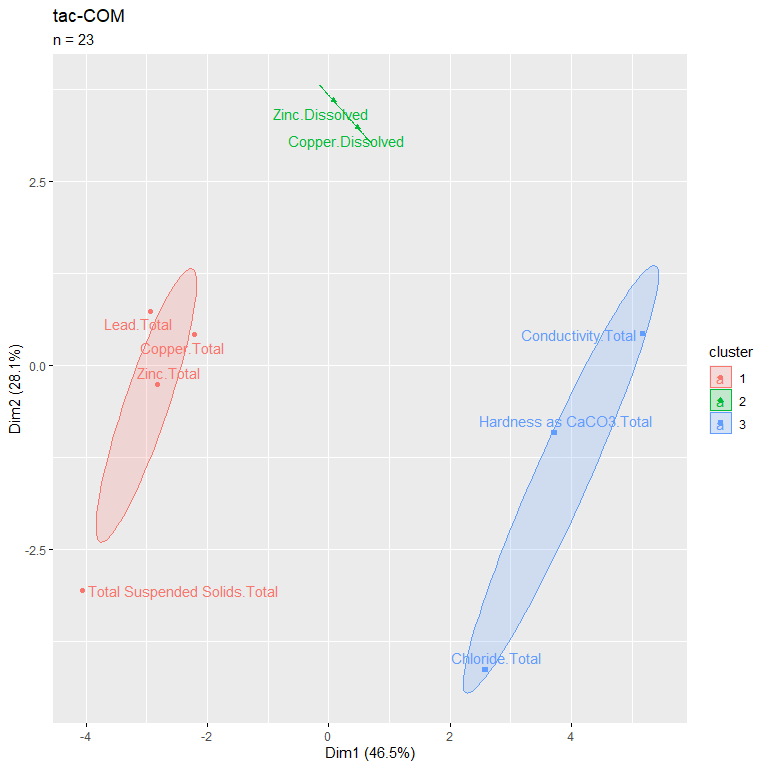 tac-COM
n = 23
Zinc.Dissolved
Copper.Dissolved
2.5
Lead.Total
Conductivity.Total
Copper.Total
cluster
0.0
Zinc.Total
1
2
Hardness as CaCO3.Total
3
Dim2 (28.1%)
-2.5
Total Suspended Solids.Total
Chloride.Total
-4 -2 0 2 4
Dim1 (46.5%)